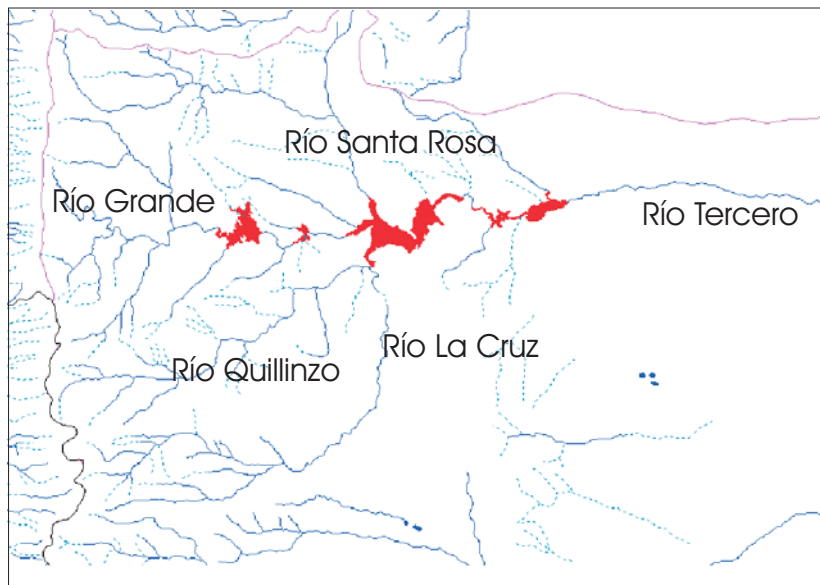 Río Santa Rosa
Río Grande
Río Tercero
Río La Cruz
Río Quillinzo